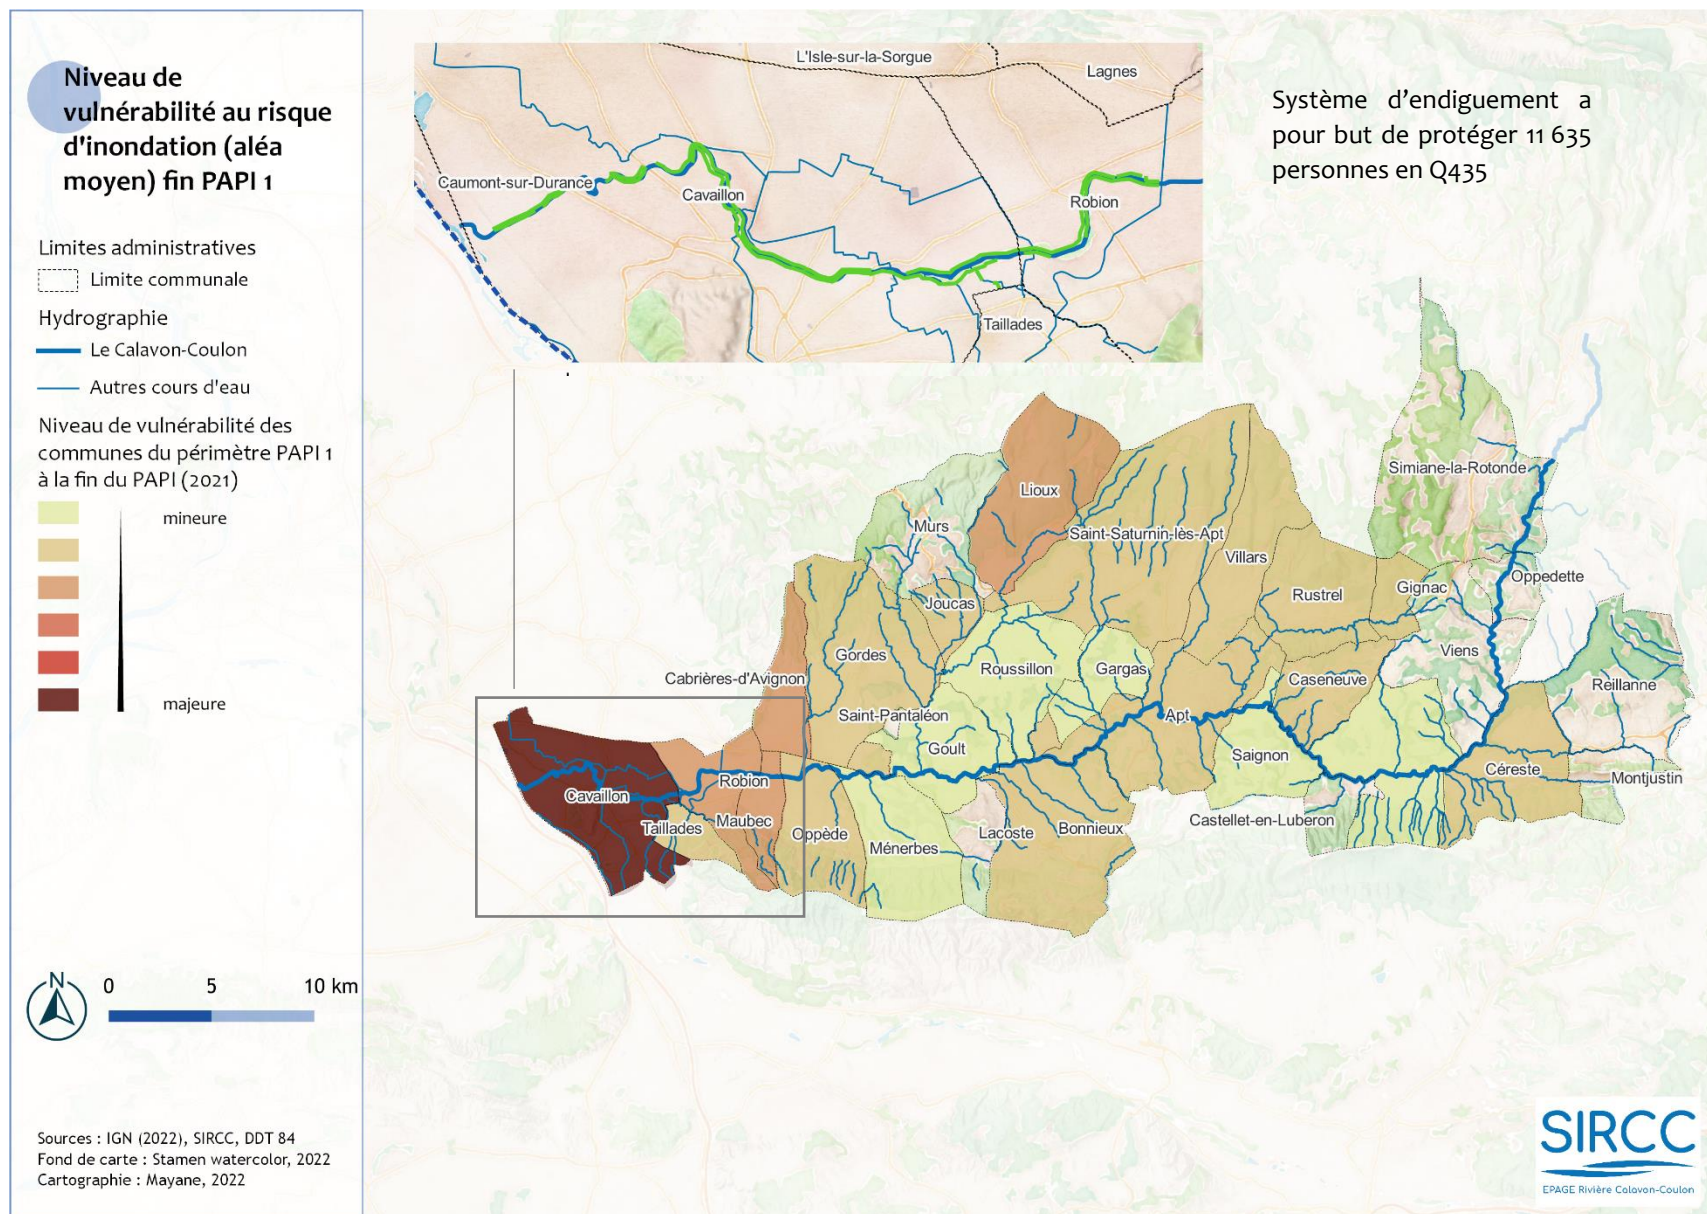 Niveau de
vulnérabilité au risque
d'inondation (aléa
moyen) fin PAPI 1
Limites administratives
Limite communale
Hydrographie
Le Calavon-Coulon
Autres cours d'eau
Niveau de vulnérabilité des
communes du périmètre PAPI 1
à la fin du PAPI (2021)
mineure
majeure
N
0 5 10 km
Sources : IGN (2022), SIRCC, DDT 84
Fond de carte : Stamen watercolor, 2022
Cartographie : Mayane, 2022
L'Isle-sur-la-Sorgue
Lagnes
Caumont-sur-Durance
Cavaillon
Robion
Taillades
Système d'endiguement a
pour but de protéger 11 635
personnes en Q435
Simiane-la-Rotonde
Lioux
Murs
Saint-Saturnin-lès-Apt
Villars
Oppedette
Gignac
Rustrel
Joucas
Viens
Gordes
Roussillon
Gargas
Cabrières-d'Avignon
Caseneuve
Reillanne
Saint-Pantaléon
Apt
Goult
Saignon
Céreste
Montjustin
Robion
Cavaillon
Taillades
Maubec
Oppède
Lacoste
Bonnieux
Castellet-en-Luberon
Ménerbes
SIRCC
EPAGE Rivière Calavon-Coulon